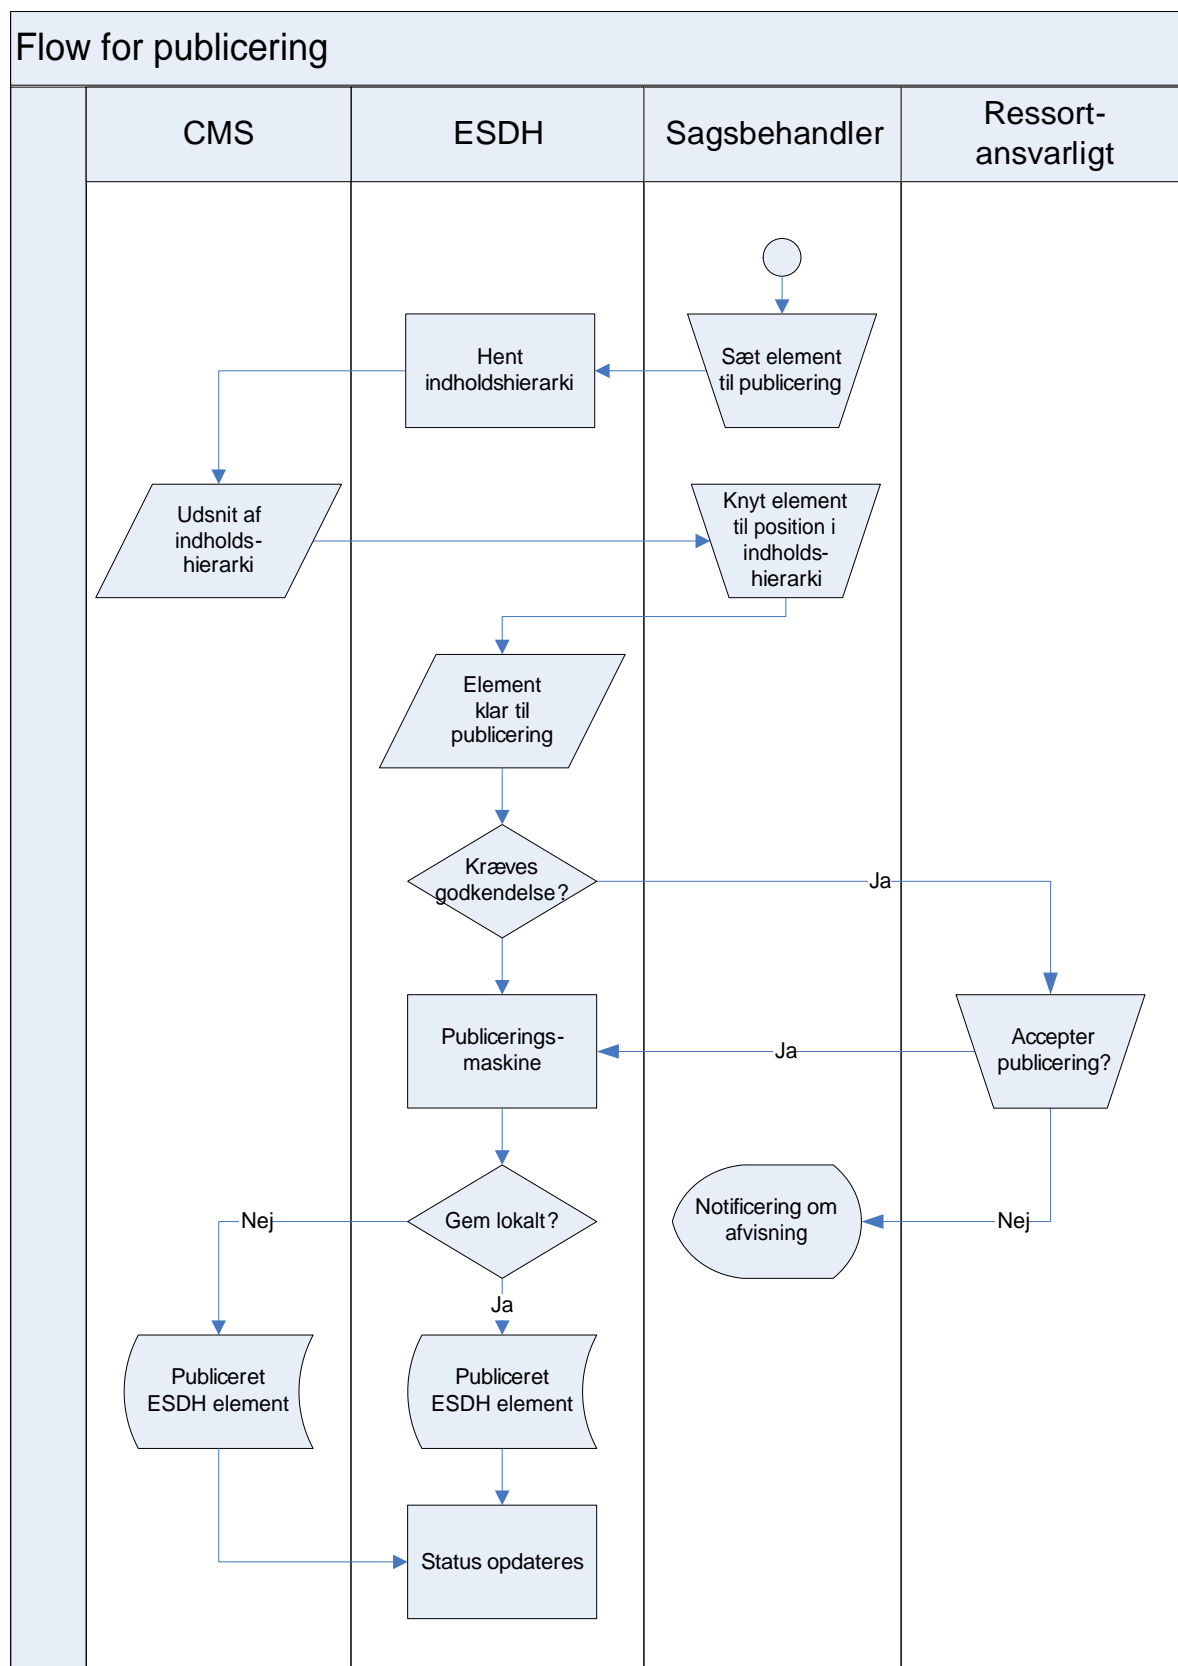 Flow for publicering
CMS
ESDH
Sagsbehandler
Ressort-
ansvarligt
Hent
indholdshierarki
Sæt element
til publicering
Udsnit af
indholds-
hierarki
Knyt element
til position i
indholds-
hierarki
Element
klar til
publicering
Kræves
godkendelse?
Ja
Publicerings-
maskine
Ja
Accepter
publicering?
Nej
Gem lokalt?
Notificering om
afvisning
Nej
Ja
Publiceret
ESDH element
Publiceret
ESDH element
Status opdateres